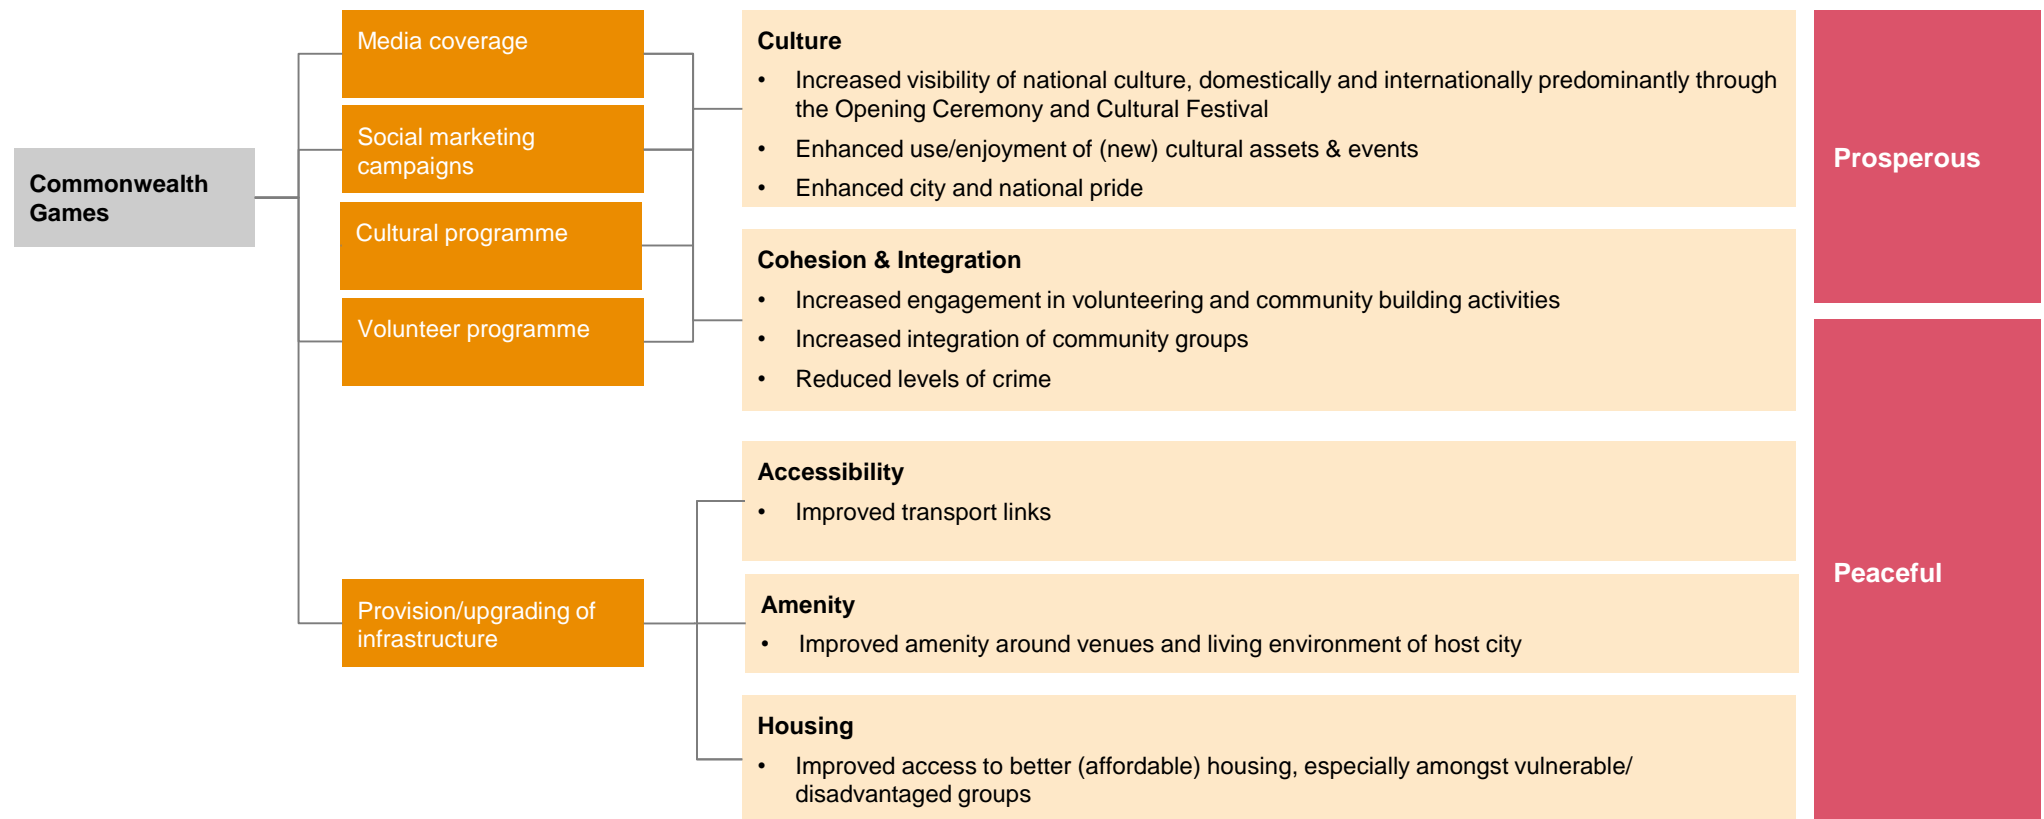 Commonwealth
Games
Media coverage
Social marketing
campaigns
Cultural programme
Volunteer programme
Provision/upgrading of
infrastructure
Culture
• Increased visibility of national culture, domestically and internationally predominantly through
the Opening Ceremony and Cultural Festival
• Enhanced use/enjoyment of (new) cultural assets & events
• Enhanced city and national pride
Cohesion & Integration
• Increased engagement in volunteering and community building activities
• Increased integration of community groups
• Reduced levels of crime
Accessibility
• Improved transport links
Amenity
• Improved amenity around venues and living environment of host city
Housing
• Improved access to better (affordable) housing, especially amongst vulnerable/
disadvantaged groups
Prosperous
Peaceful